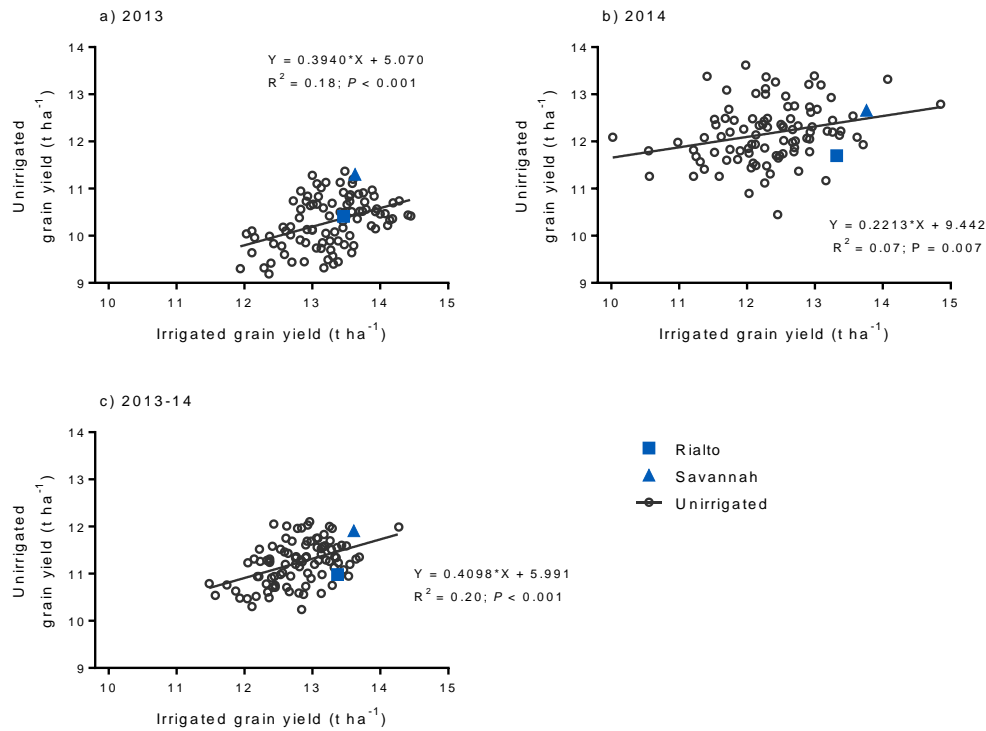 a) 2013
Y = 0.3940*X + 5.070
R² = 0.18; P < 0.001
14
13
12
11
10
9
Unirrigated
grain yield (t ha⁻¹)
10 11 12 13 14 15
Irrigated grain yield (t ha⁻¹)
b) 2014
14
13
12
11
10
9
Unirrigated
grain yield (t ha⁻¹)
Y = 0.2213*X + 9.442
R² = 0.07; P = 0.007
10 11 12 13 14 15
Irrigated grain yield (t ha⁻¹)
c) 2013-14
14
13
12
11
10
9
Unirrigated
grain yield (t ha⁻¹)
Y = 0.4098*X + 5.991
R² = 0.20; P < 0.001
10 11 12 13 14 15
Irrigated grain yield (t ha⁻¹)
Rialto
Savannah
Unirrigated